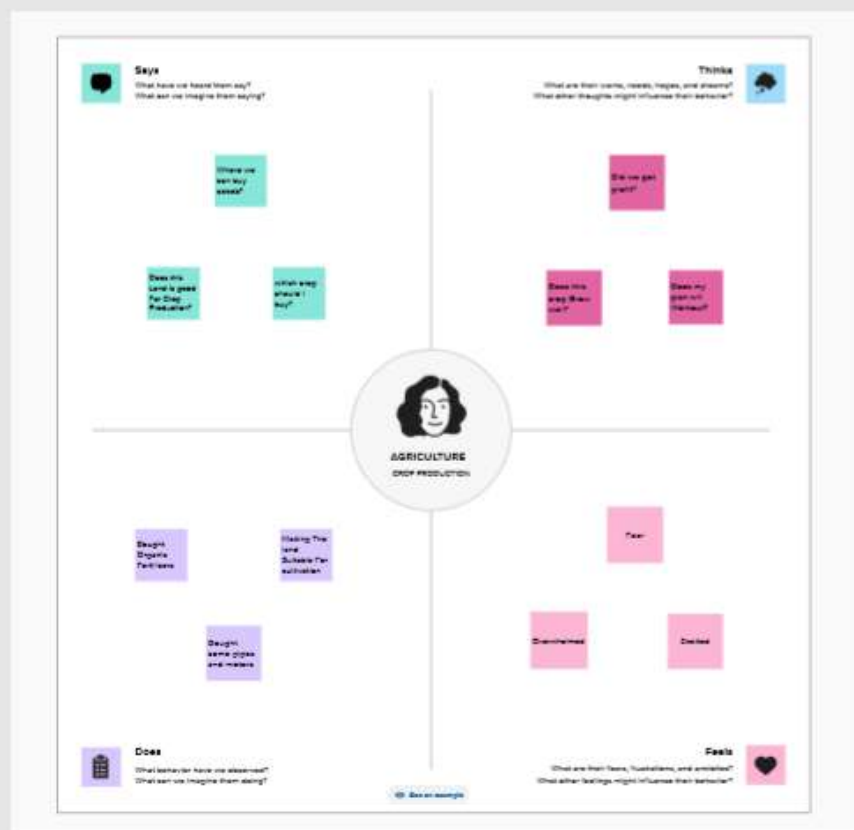 Says
What have we heard them say?
What can we imagine them saying?
Thinks
What are their wants, needs, hopes, and dreams?
What other thoughts might influence their behavior?
Where we
can buy
Did we get
Does this
Land is good
For Crop
Production?
which crop
should I
buy?
Does this
crop Grow
well?
Does my
plan will
AGRICULTURE
CROP PRODUCTION
Bought
Organic
Fertilizers
Making The
land
Suitable For
cultivation
Fear
Bought
some pipes
and motors
Overwhelmed
Excited
Does
What behavior have we observed?
What can we imagine them doing?
Feels
What are their fears, frustrations, and anxieties?
What other feelings might influence their behavior?
See an example